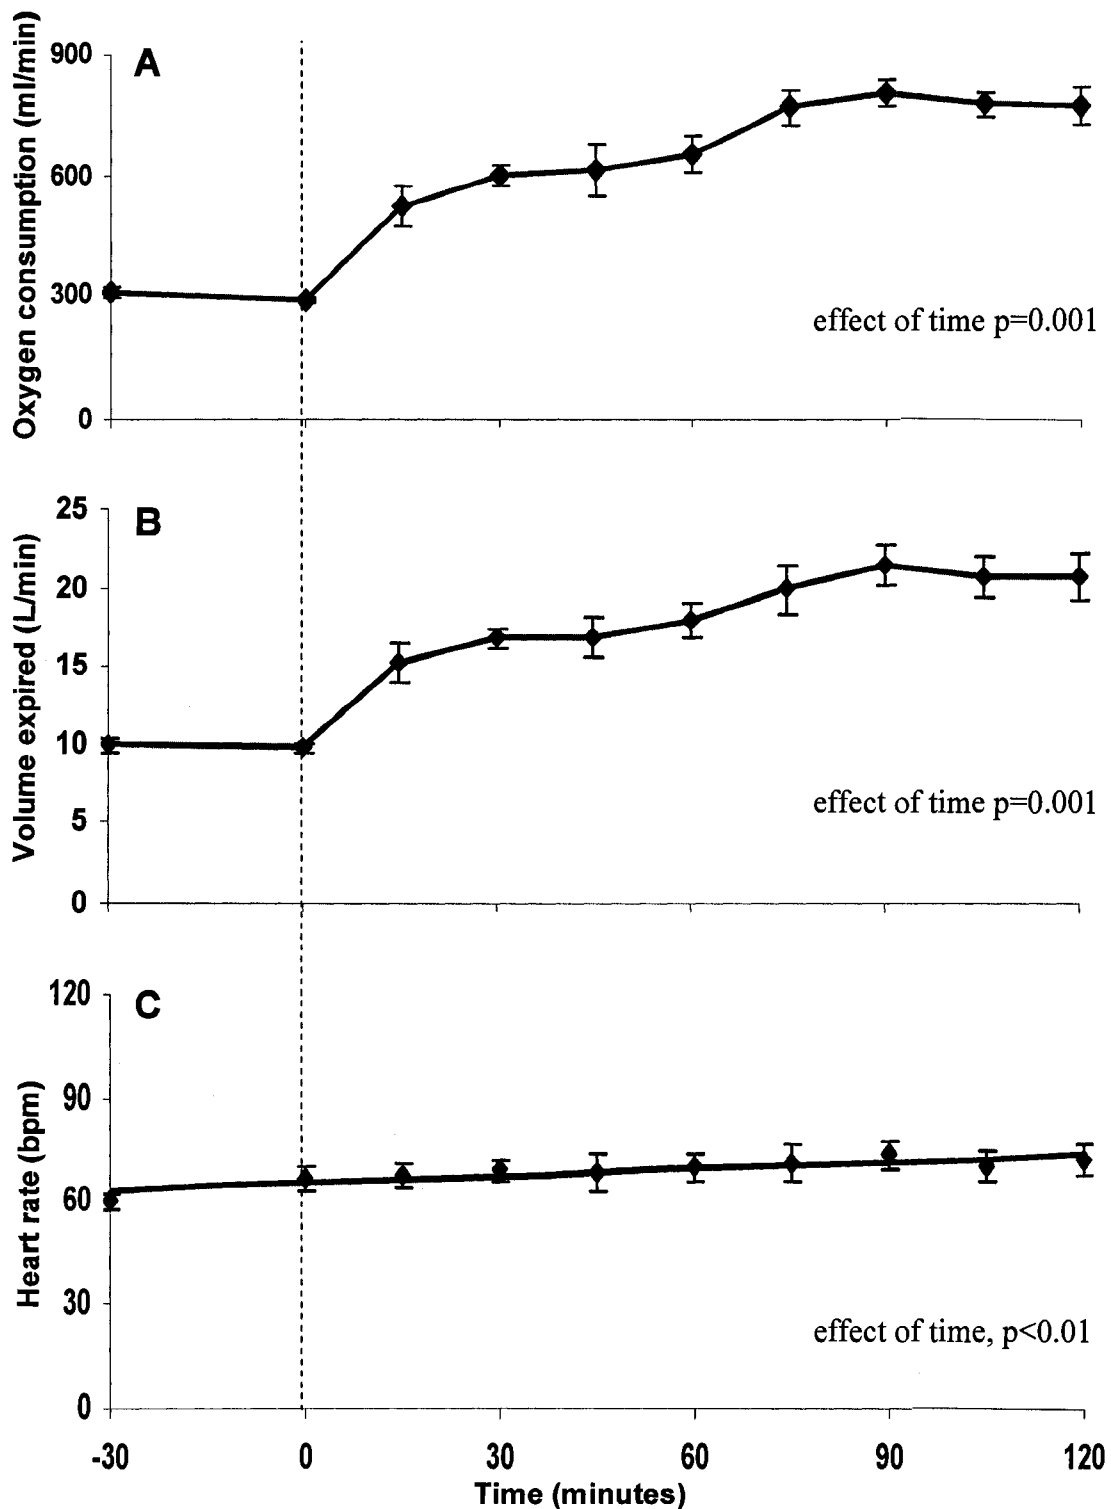 A
Oxygen consumption (ml/min)
900
600
300
0
effect of time p=0.001
B
Volume expired (L/min)
25
20
15
10
5
0
effect of time p=0.001
C
Heart rate (bpm)
120
90
60
30
0
effect of time, p<0.01
-30 0 30 60 90 120
Time (minutes)